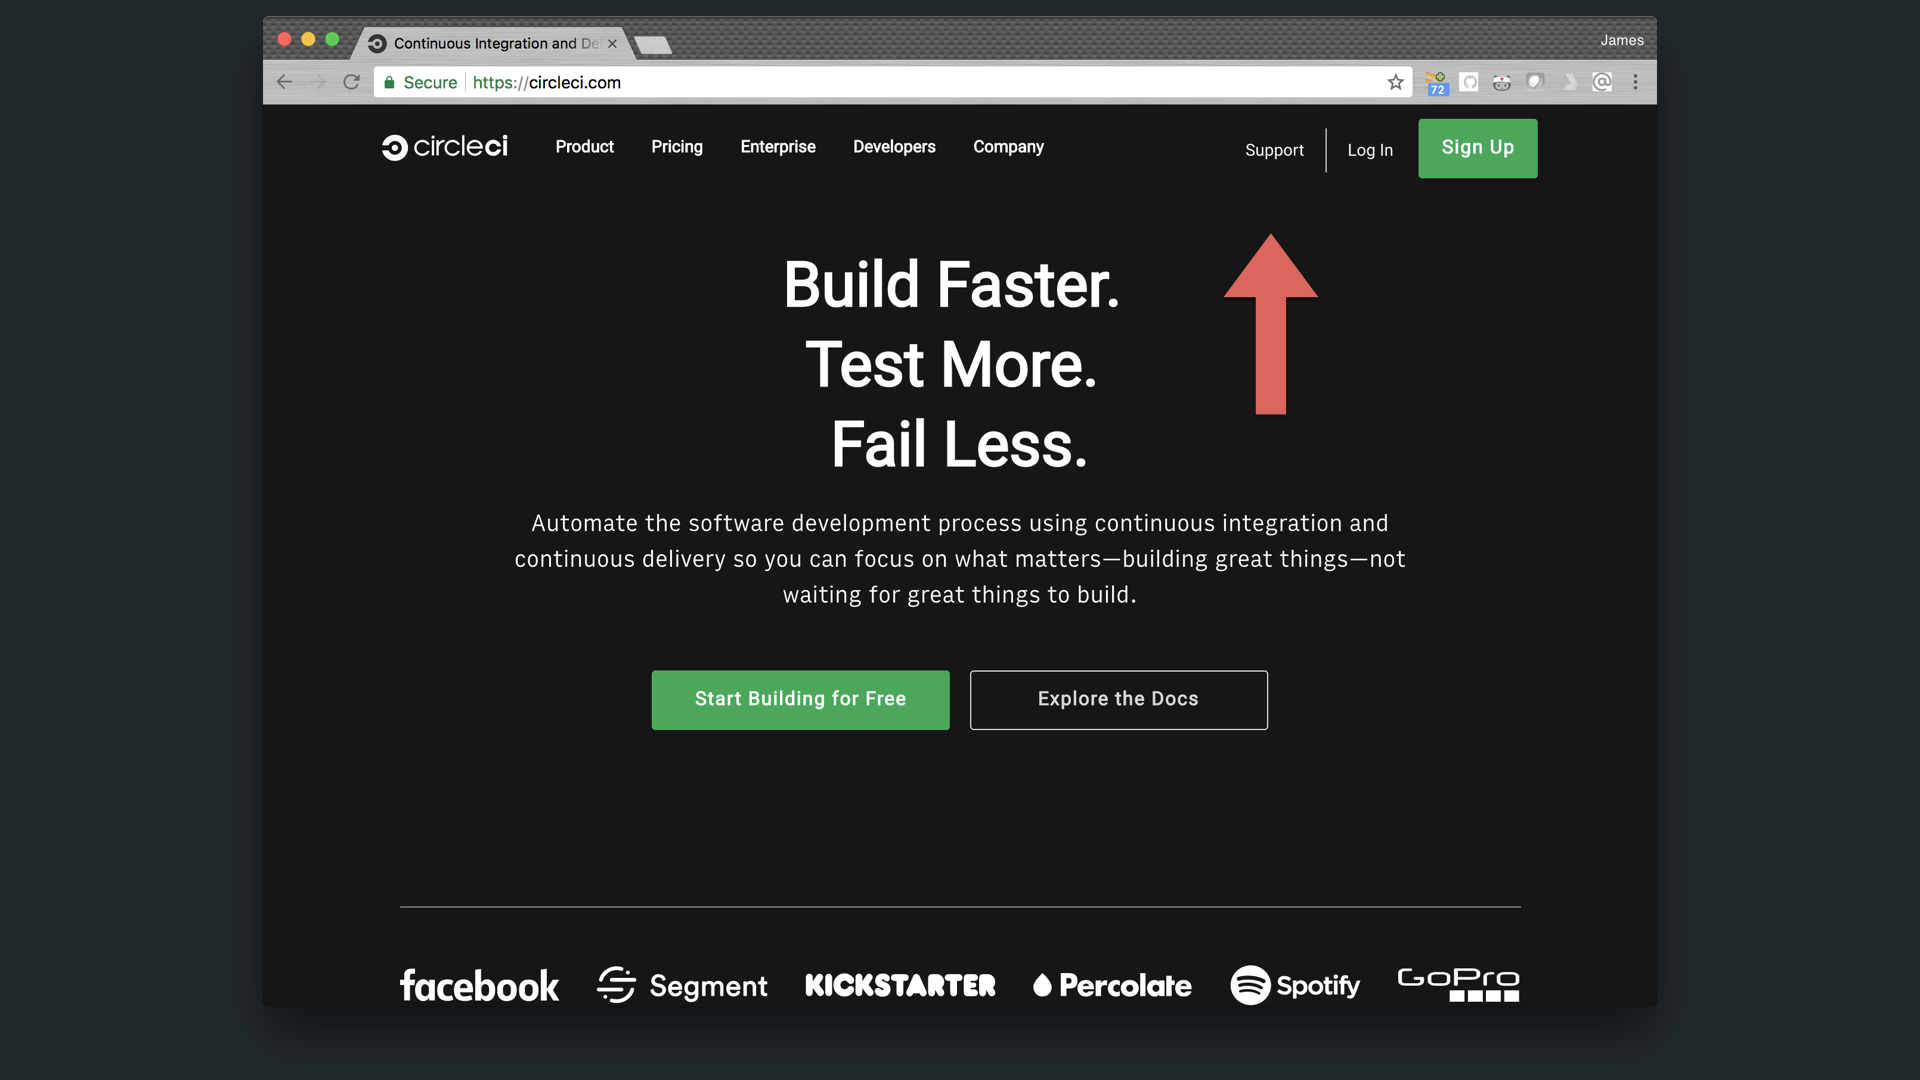 Continuous Integration and De
James
Secure
https://circleci.com
72
circleci
Product
Pricing
Enterprise
Developers
Company
Support
Log In
Sign Up
Build Faster.
Test More.
Fail Less.
Automate the software development process using continuous integration and
continuous delivery so you can focus on what matters—building great things—not
waiting for great things to build.
Start Building for Free
Explore the Docs
facebook
Segment
KICKSTARTER
Percolate
Spotify
GoPro